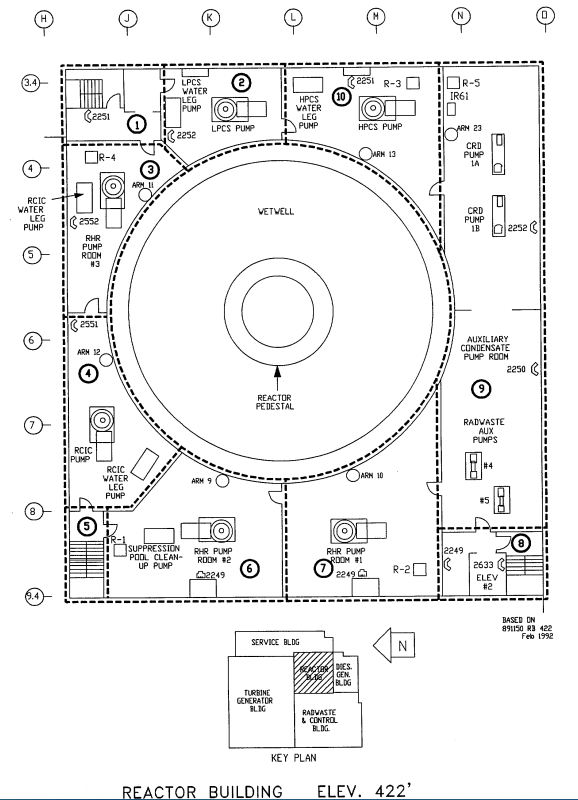 H J K L M N O
3.4
LPCS
WATER
LEG
PUMP
2
LPCS PUMP
2251
1
2252
10
2251
R-3
HPCS
WATER
LEG
PUMP
HPCS PUMP
R-5
IR61
ARM 23
CRD
PUMP
1A
4
R-4
3
ARM 11
ARM 13
RCIC
WATER
LEG
PUMP
2552
RHR
PUMP
ROOM
#3
WETWELL
CRD
PUMP
1B
2252
5
2551
6
ARM 12
4
AUXILIARY
CONDENSATE
PUMP ROOM
2250
9
REACTOR
PEDESTAL
7
RCIC
PUMP
RCIC
WATER
LEG
PUMP
RADWASTE
AUX
PUMPS
#4
#5
ARM 9
ARM 10
8
5
R-1
SUPPRESSION
POOL CLEAN-
UP PUMP
RHR PUMP
ROOM #2
2249
6
RHR PUMP
ROOM #1
7
2249
R-2
2249
8
2633
ELEV
#2
9.4
BASED ON
891150 RB 422
Feb 1992
SERVICE BLDG
N
REACTOR
BLDG
DIES.
GEN.
BLDG
TURBINE
GENERATOR
BLDG
RADWASTE
& CONTROL
BLDG.
KEY PLAN
REACTOR BUILDING ELEV. 422'